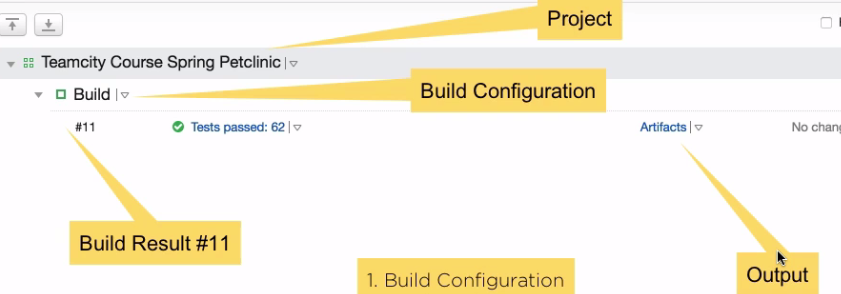 Project
Teamcity Course Spring Petclinic
Build
Build Configuration
#11 Tests passed: 62 Artifacts No chang
Build Result #11
Output
1. Build Configuration